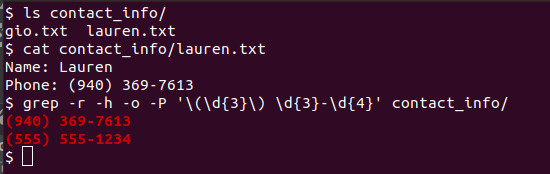 $ ls contact_info/
gio.txt  lauren.txt
$ cat contact_info/lauren.txt
Name: Lauren
Phone: (940) 369-7613
$ grep -r -h -o -P '\(\d{3}\) \d{3}-\d{4}' contact_info/
(940) 369-7613
(555) 555-1234
$